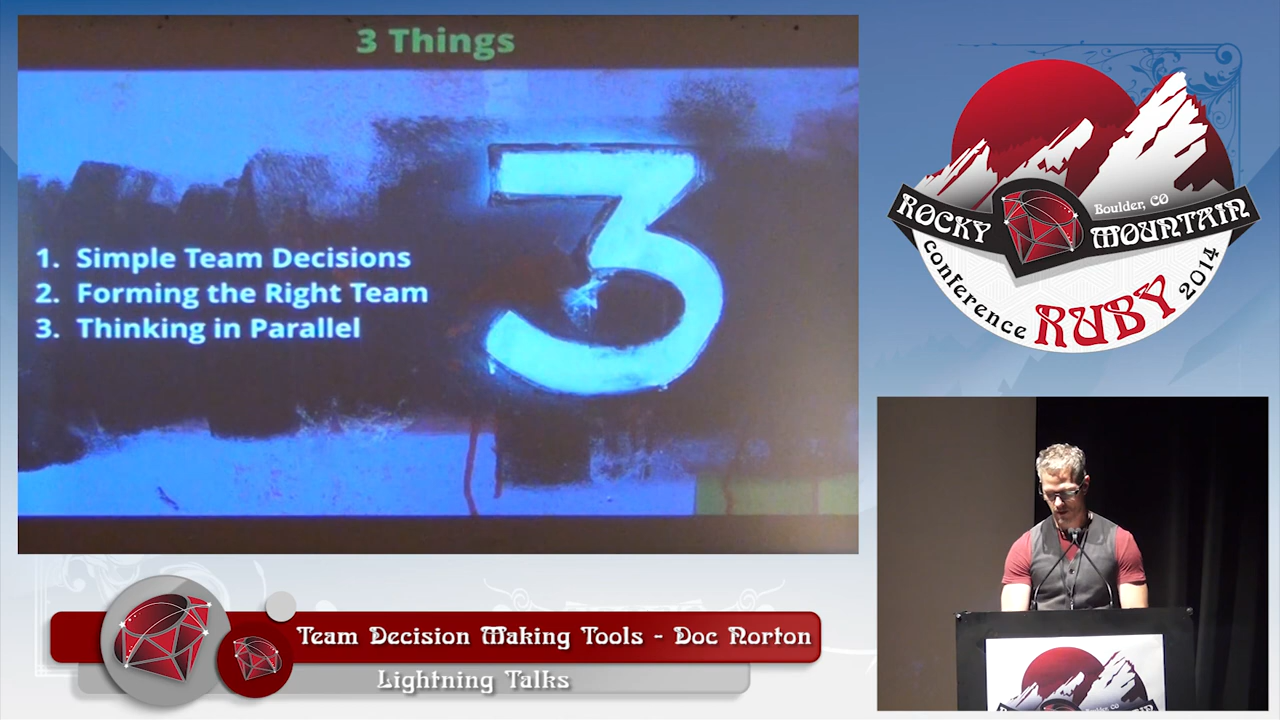 3 Things
1. Simple Team Decisions
2. Forming the Right Team
3. Thinking in Parallel
Boulder, CO
ROCKY MOUNTAIN
conference RUBY 2014
Team Decision Making Tools - Doc Norton
Lightning Talks